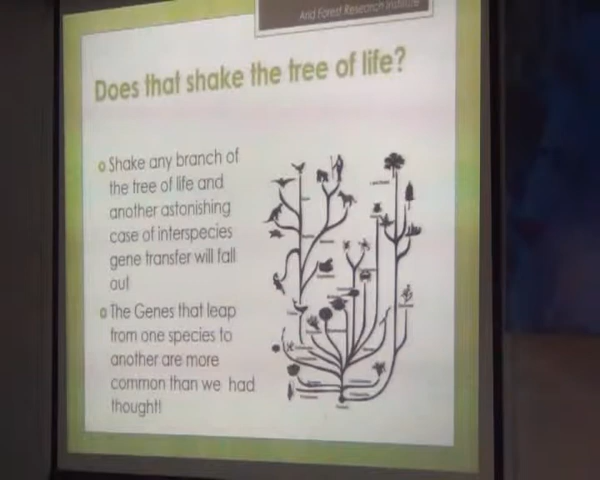 And Forest Research Institute
Does that shake the tree of life?
Shake any branch of
the tree of life and
another astonishing
case of interspecies
gene transfer will fall
out
The Genes that leap
from one species to
another are more
common than we had
thought!